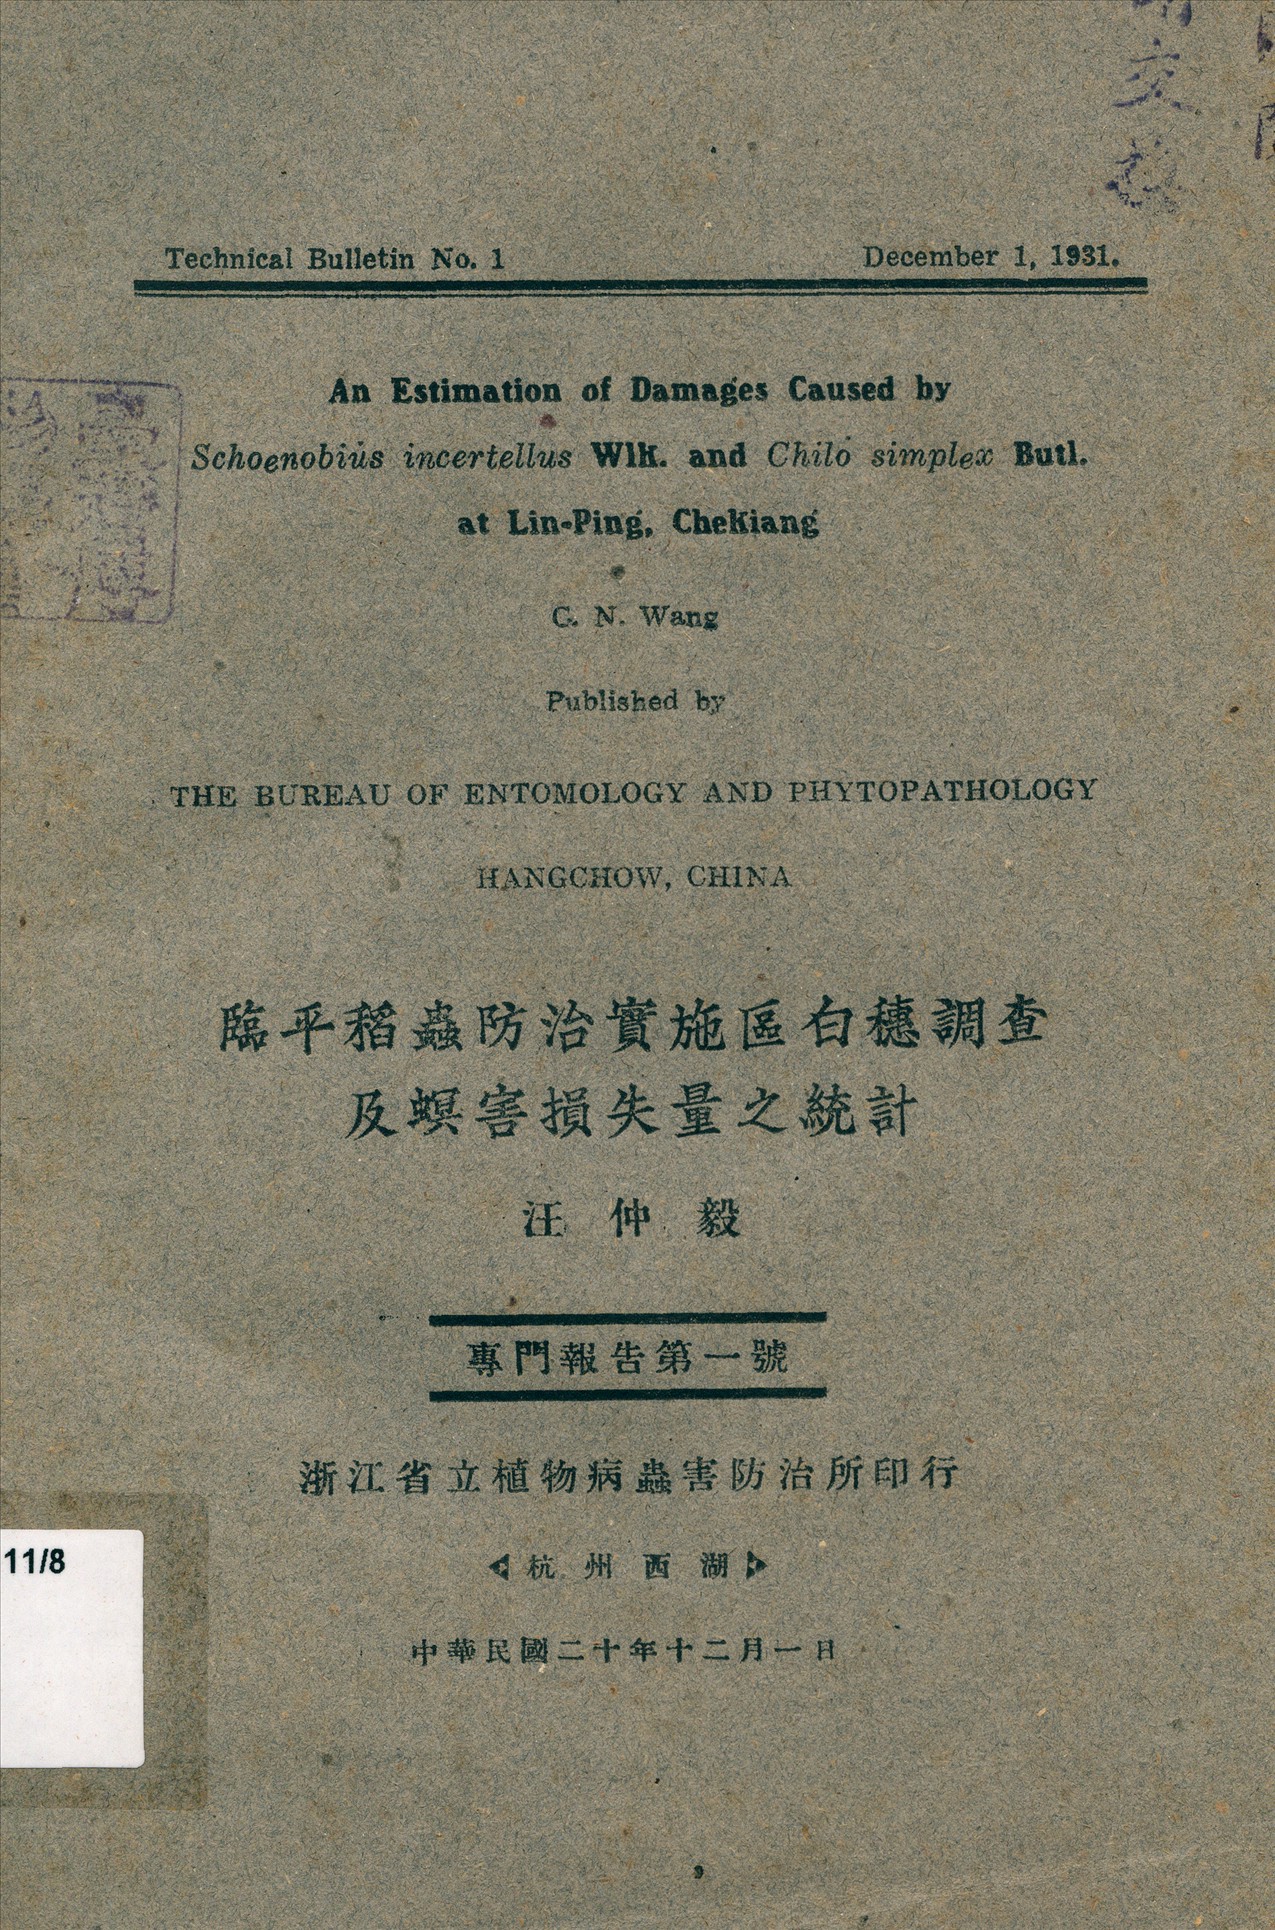 交
Technical Bulletin No. 1
December 1, 1931.
An Estimation of Damages Caused by
Schoenobius incertellus Wlk. and Chilo simplex Butl.
at Lin-Ping, Chekiang
C. N. Wang
Published by
THE BUREAU OF ENTOMOLOGY AND PHYTOPATHOLOGY
HANGCHOW, CHINA
臨平稻蟲防治實施區白穗調查
及螟害損失量之統計
汪仲毅
專門報告第一號
浙江省立植物病蟲害防治所印行
杭州西湖
中華民國二十年十二月一日
11/8